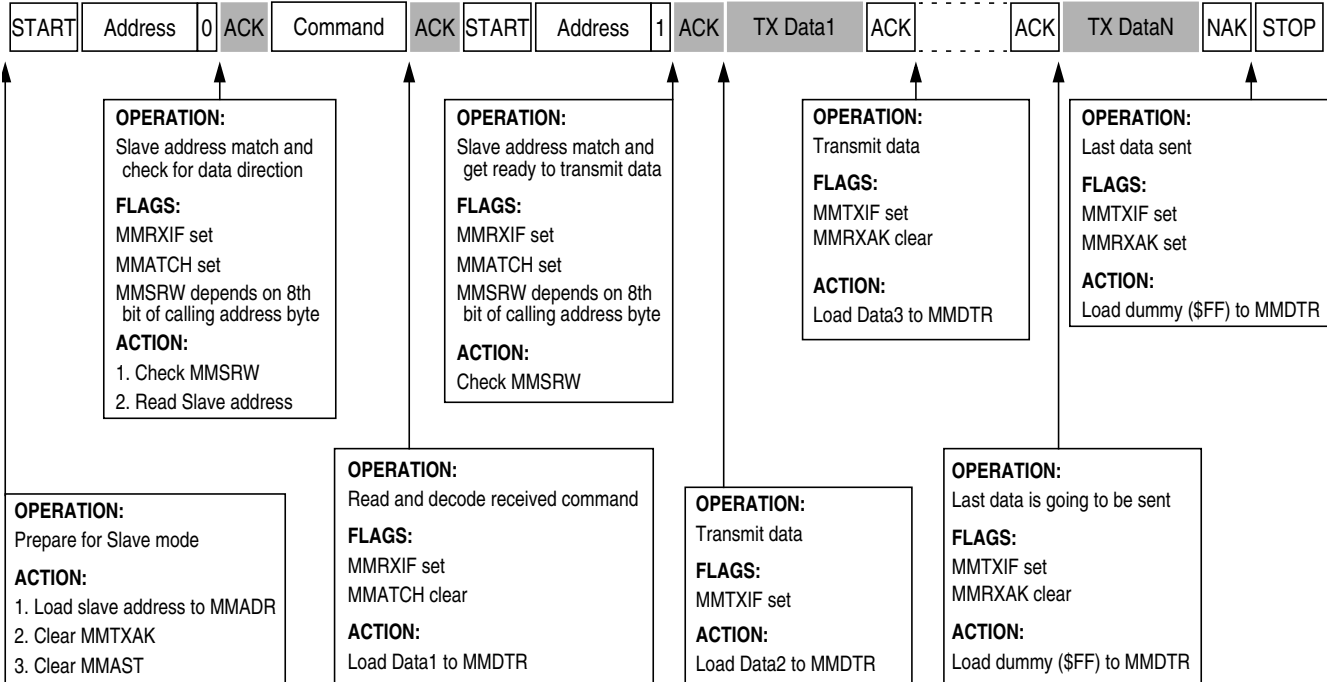 START Address 0 ACK Command ACK START Address 1 ACK TX Data1 ACK ACK TX DataN NAK STOP
OPERATION:
Slave address match and
check for data direction
FLAGS:
MMRXIF set
MMATCH set
MMSRW depends on 8th
bit of calling address byte
ACTION:
1. Check MMSRW
2. Read Slave address
OPERATION:
Slave address match and
get ready to transmit data
FLAGS:
MMRXIF set
MMATCH set
MMSRW depends on 8th
bit of calling address byte
ACTION:
Check MMSRW
OPERATION:
Transmit data
FLAGS:
MMTXIF set
MMRXAK clear
ACTION:
Load Data3 to MMDTR
OPERATION:
Last data sent
FLAGS:
MMTXIF set
MMRXAK set
ACTION:
Load dummy ($FF) to MMDTR
OPERATION:
Prepare for Slave mode
ACTION:
1. Load slave address to MMADR
2. Clear MMTXAK
3. Clear MMAST
OPERATION:
Read and decode received command
FLAGS:
MMRXIF set
MMATCH clear
ACTION:
Load Data1 to MMDTR
OPERATION:
Transmit data
FLAGS:
MMTXIF set
ACTION:
Load Data2 to MMDTR
OPERATION:
Last data is going to be sent
FLAGS:
MMTXIF set
MMRXAK clear
ACTION:
Load dummy ($FF) to MMDTR